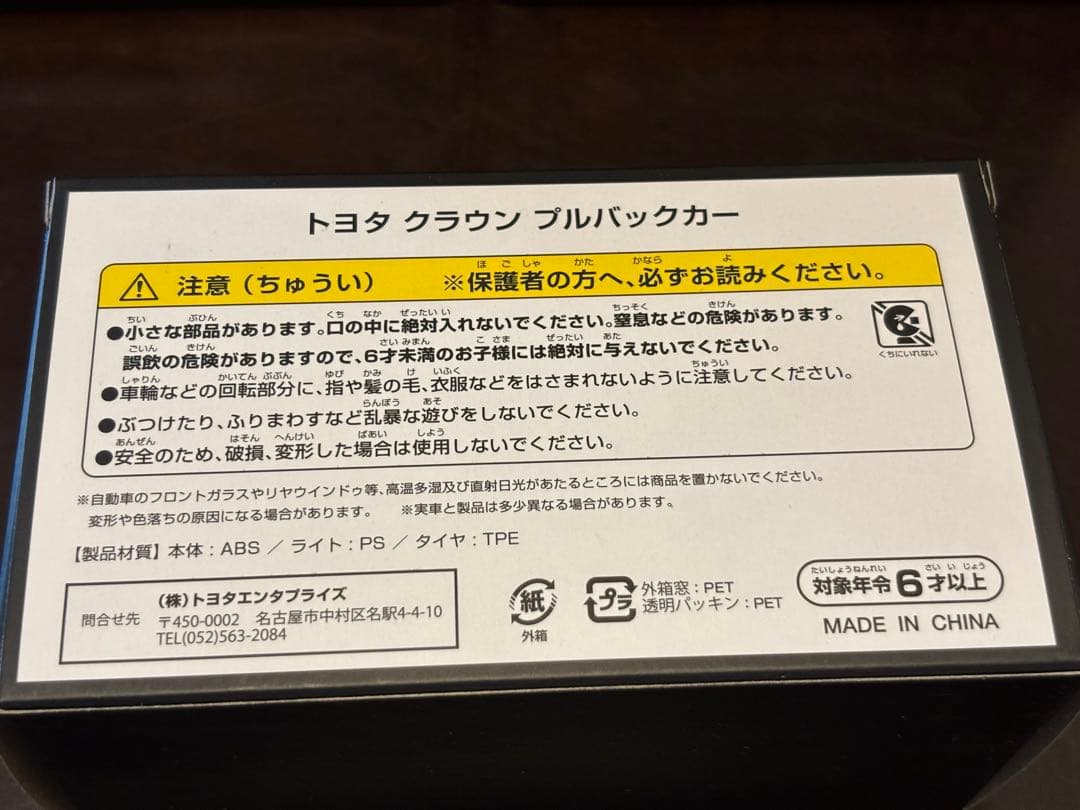 トヨタ クラウン プルバックカー
注意（ちゅうい） ※保護者の方へ、必ずお読みください。
●小さな部品があります。口の中に絶対入れないでください。窒息などの危険があります。
誤飲の危険がありますので、6才未満のお子様には絶対に与えないでください。
くちにいれない
●車輪などの回転部分に、指や髪の毛、衣服などをはさまれないように注意してください。
●ぶつけたり、ふりまわすなど乱暴な遊びをしないでください。
●安全のため、破損、変形した場合は使用しないでください。
※自動車のフロントガラスやリヤウインドゥ等、高温多湿及び直射日光があたるところには商品を置かないでください。
変形や色落ちの原因になる場合があります。 ※実車と製品は多少異なる場合があります。
【製品材質】本体：ABS ／ ライト：PS ／ タイヤ：TPE
問合せ先
（株）トヨタエンタプライズ
〒450-0002 名古屋市中村区名駅4-4-10
TEL(052)563-2084
紙
外箱
プラ
外箱窓：PET
透明パッキン：PET
対象年令6才以上
MADE IN CHINA